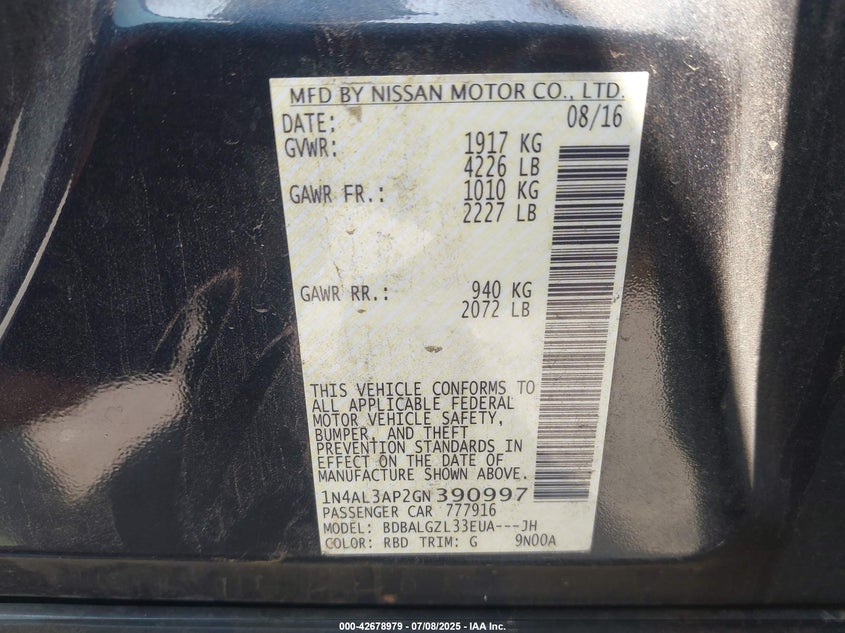 MFD BY NISSAN MOTOR CO., LTD.
DATE: 08/16
GVWR: 1917 KG
4226 LB
GAWR FR.: 1010 KG
2227 LB
GAWR RR.: 940 KG
2072 LB
THIS VEHICLE CONFORMS TO
ALL APPLICABLE FEDERAL
MOTOR VEHICLE SAFETY,
BUMPER, AND THEFT
PREVENTION STANDARDS IN
EFFECT ON THE DATE OF
MANUFACTURE SHOWN ABOVE.
1N4AL3AP2GN390997
PASSENGER CAR 777916
MODEL: BDBALGZL33EUA---JH
COLOR: RBD TRIM: G 9N00A
000-42678979 - 07/08/2025 - IAA Inc.